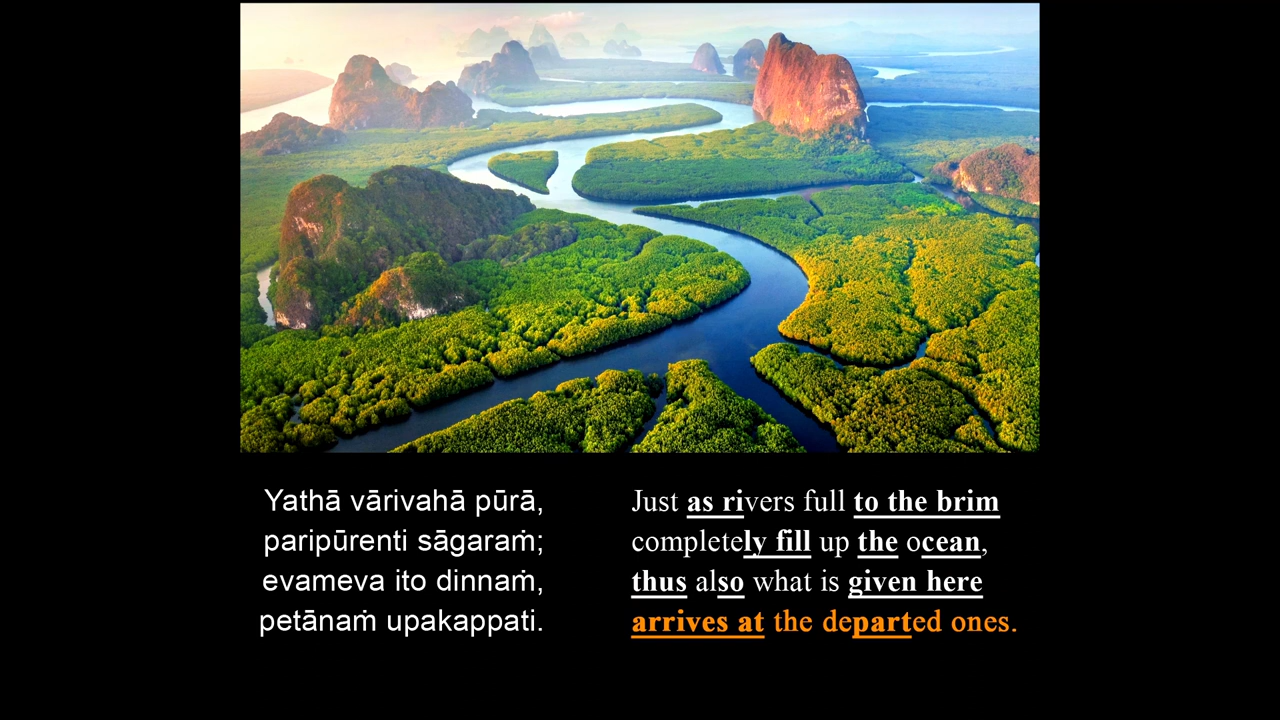 Yathā vārivahā pūrā,
paripūrenti sāgaraṁ;
evameva ito dinnaṁ,
petānaṁ upakappati.
Just as rivers full to the brim
completely fill up the ocean,
thus also what is given here
arrives at the departed ones.